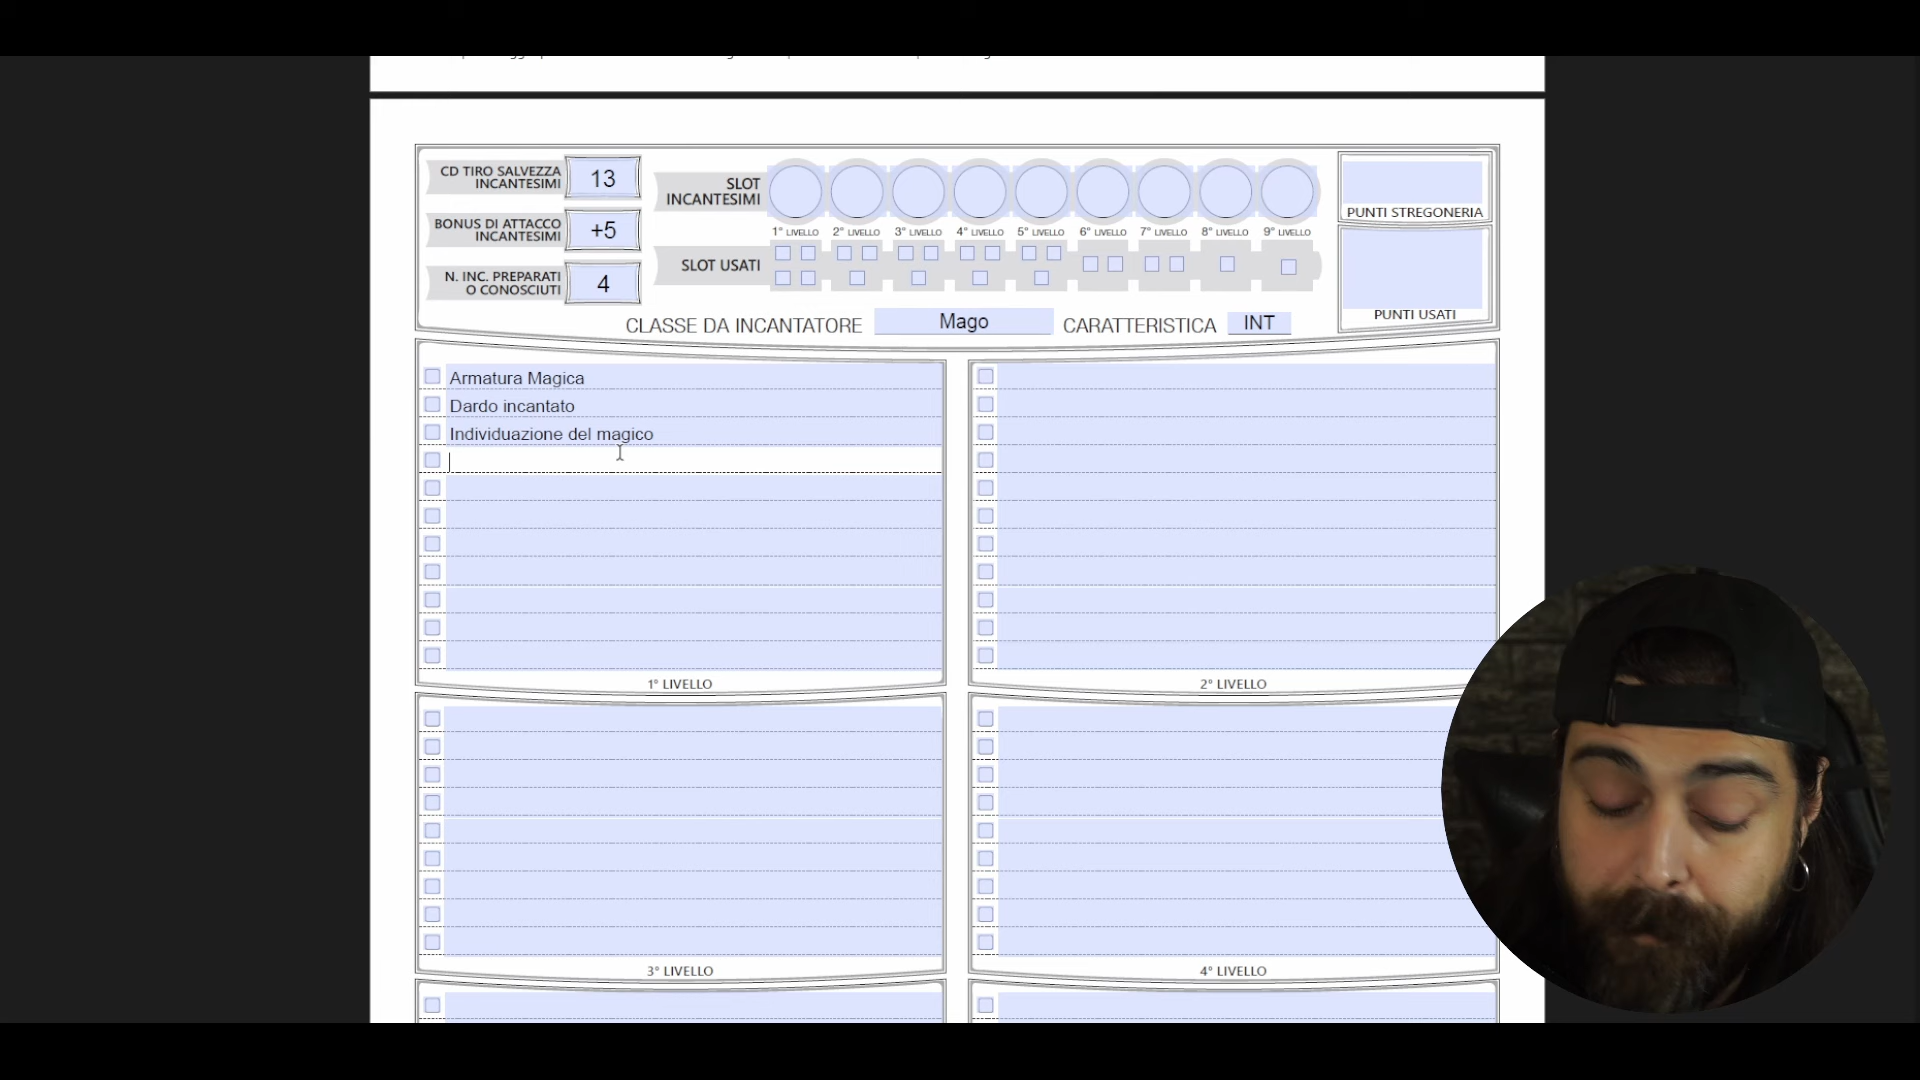 CD TIRO SALVEZZA
INCANTESIMI
13
BONUS DI ATTACCO
INCANTESIMI
+5
N. INC. PREPARATI
O CONOSCIUTI
4
SLOT
INCANTESIMI
1° LIVELLO 2° LIVELLO 3° LIVELLO 4° LIVELLO 5° LIVELLO 6° LIVELLO 7° LIVELLO 8° LIVELLO 9° LIVELLO
SLOT USATI
PUNTI STREGONERIA
PUNTI USATI
CLASSE DA INCANTATORE Mago CARATTERISTICA INT
Armatura Magica
Dardo incantato
Individuazione del magico
1° LIVELLO
2° LIVELLO
3° LIVELLO
4° LIVELLO